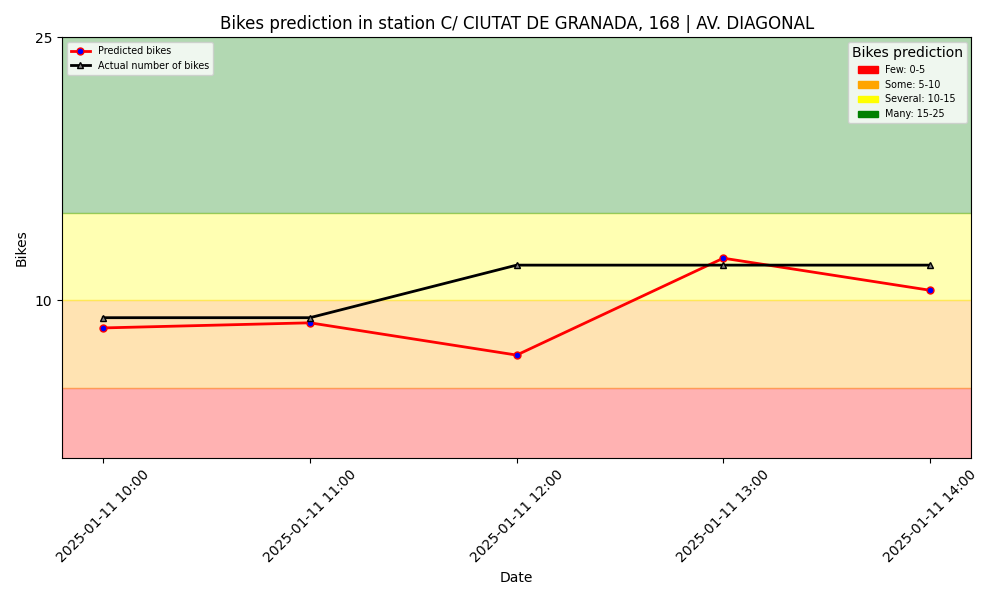 Bikes prediction in station C/ CIUTAT DE GRANADA, 168 | AV. DIAGONAL
25
10
Bikes
Predicted bikes
Actual number of bikes
Bikes prediction
Few: 0-5
Some: 5-10
Several: 10-15
Many: 15-25
2025-01-11 10:00
2025-01-11 11:00
2025-01-11 12:00
2025-01-11 13:00
2025-01-11 14:00
Date